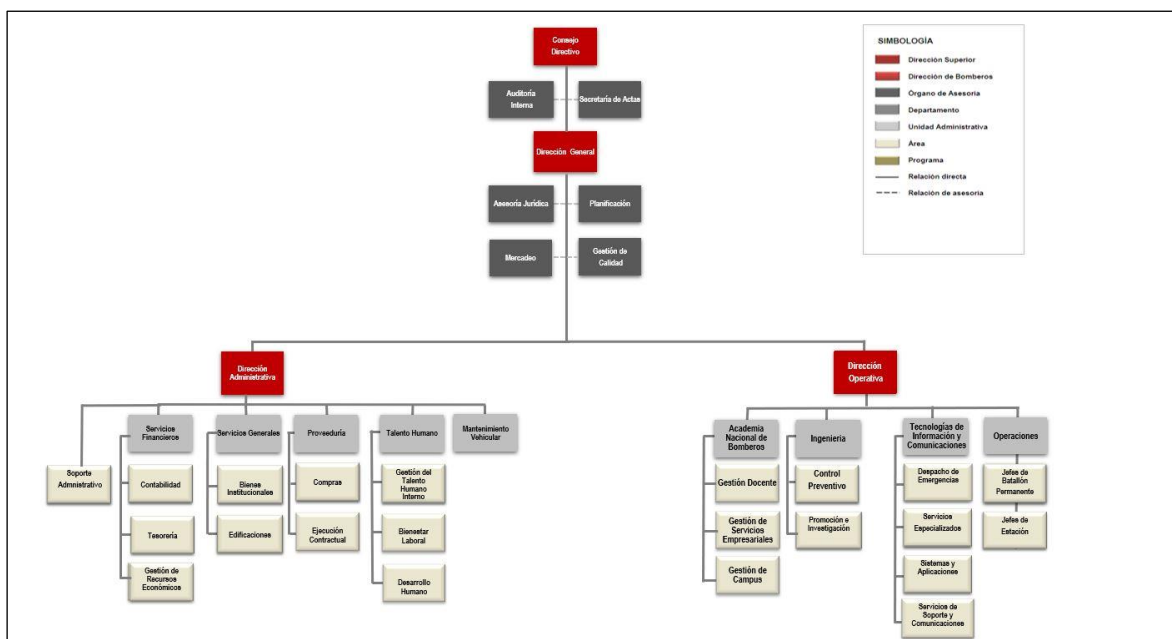 Consejo
Directivo
Auditoría
Interna
Secretaría de Actas
Dirección General
Asesoría Jurídica
Planificación
Mercadeo
Gestión de
Calidad
SIMBOLOGÍA
Dirección Superior
Dirección de Bomberos
Órgano de Asesoría
Departamento
Unidad Administrativa
Área
Programa
Relación directa
Relación de asesoría
Dirección
Administrativa
Soporte
Administrativo
Servicios
Financieros
Contabilidad
Tesorería
Gestión de
Recursos
Económicos
Servicios Generales
Bienes
Institucionales
Edificaciones
Proveeduría
Compras
Ejecución
Contractual
Talento Humano
Gestión del
Talento
Humano
Interno
Bienestar
Laboral
Desarrollo
Humano
Mantenimiento
Vehicular
Dirección
Operativa
Academia
Nacional de
Bomberos
Gestión Docente
Gestión de
Servicios
Empresariales
Gestión de
Campus
Ingeniería
Control
Preventivo
Promoción e
Investigación
Tecnologías de
Información y
Comunicaciones
Despacho de
Emergencias
Servicios
Especializados
Sistemas y
Aplicaciones
Servicios de
Soporte y
Comunicaciones
Operaciones
Jefes de
Batallón
Permanente
Jefes de
Estación